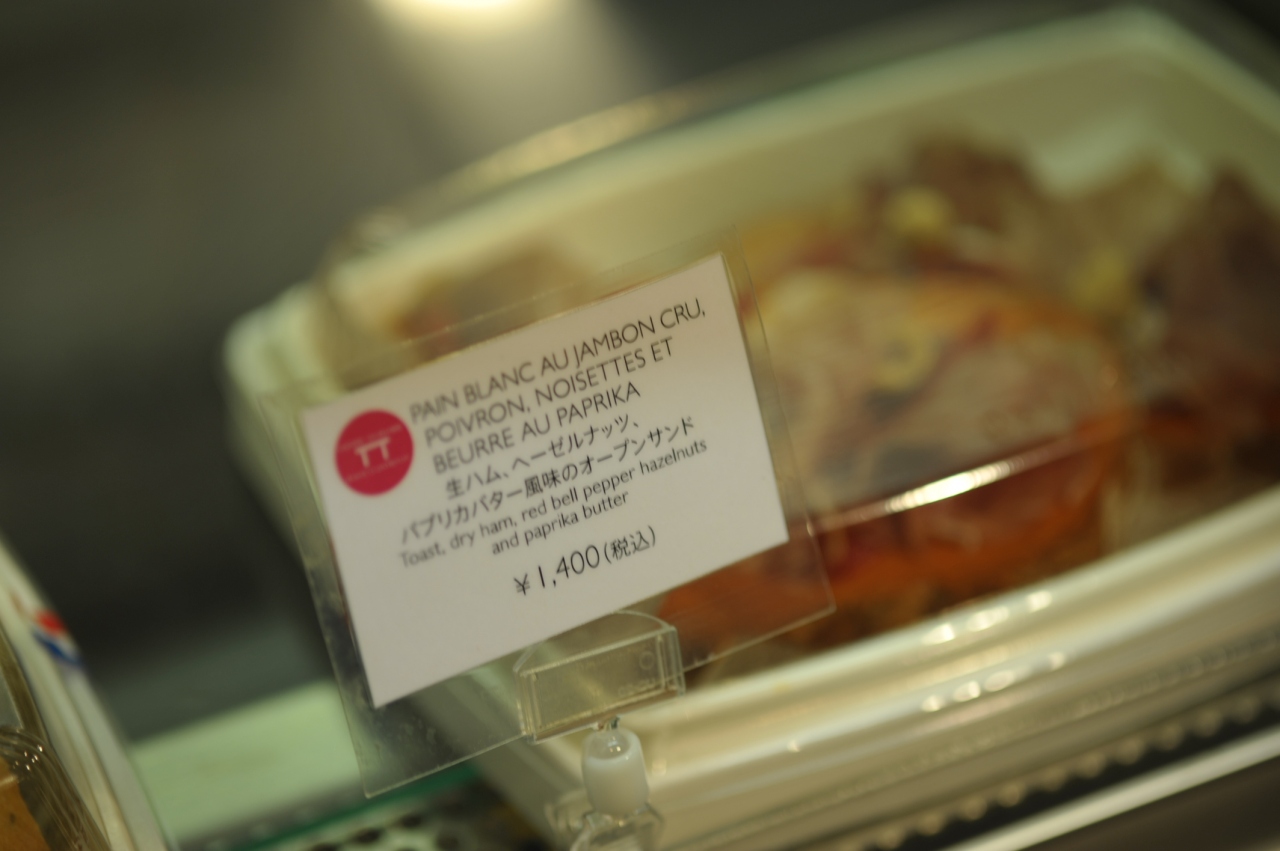 TT
PAIN BLANC AU JAMBON CRU,
POIVRON, NOISETTES ET
BEURRE AU PAPRIKA
生ハム、ヘーゼルナッツ、
パプリカバター風味のオープンサンド
Toast, dry ham, red bell pepper hazelnuts
and paprika butter
¥1,400(税込)